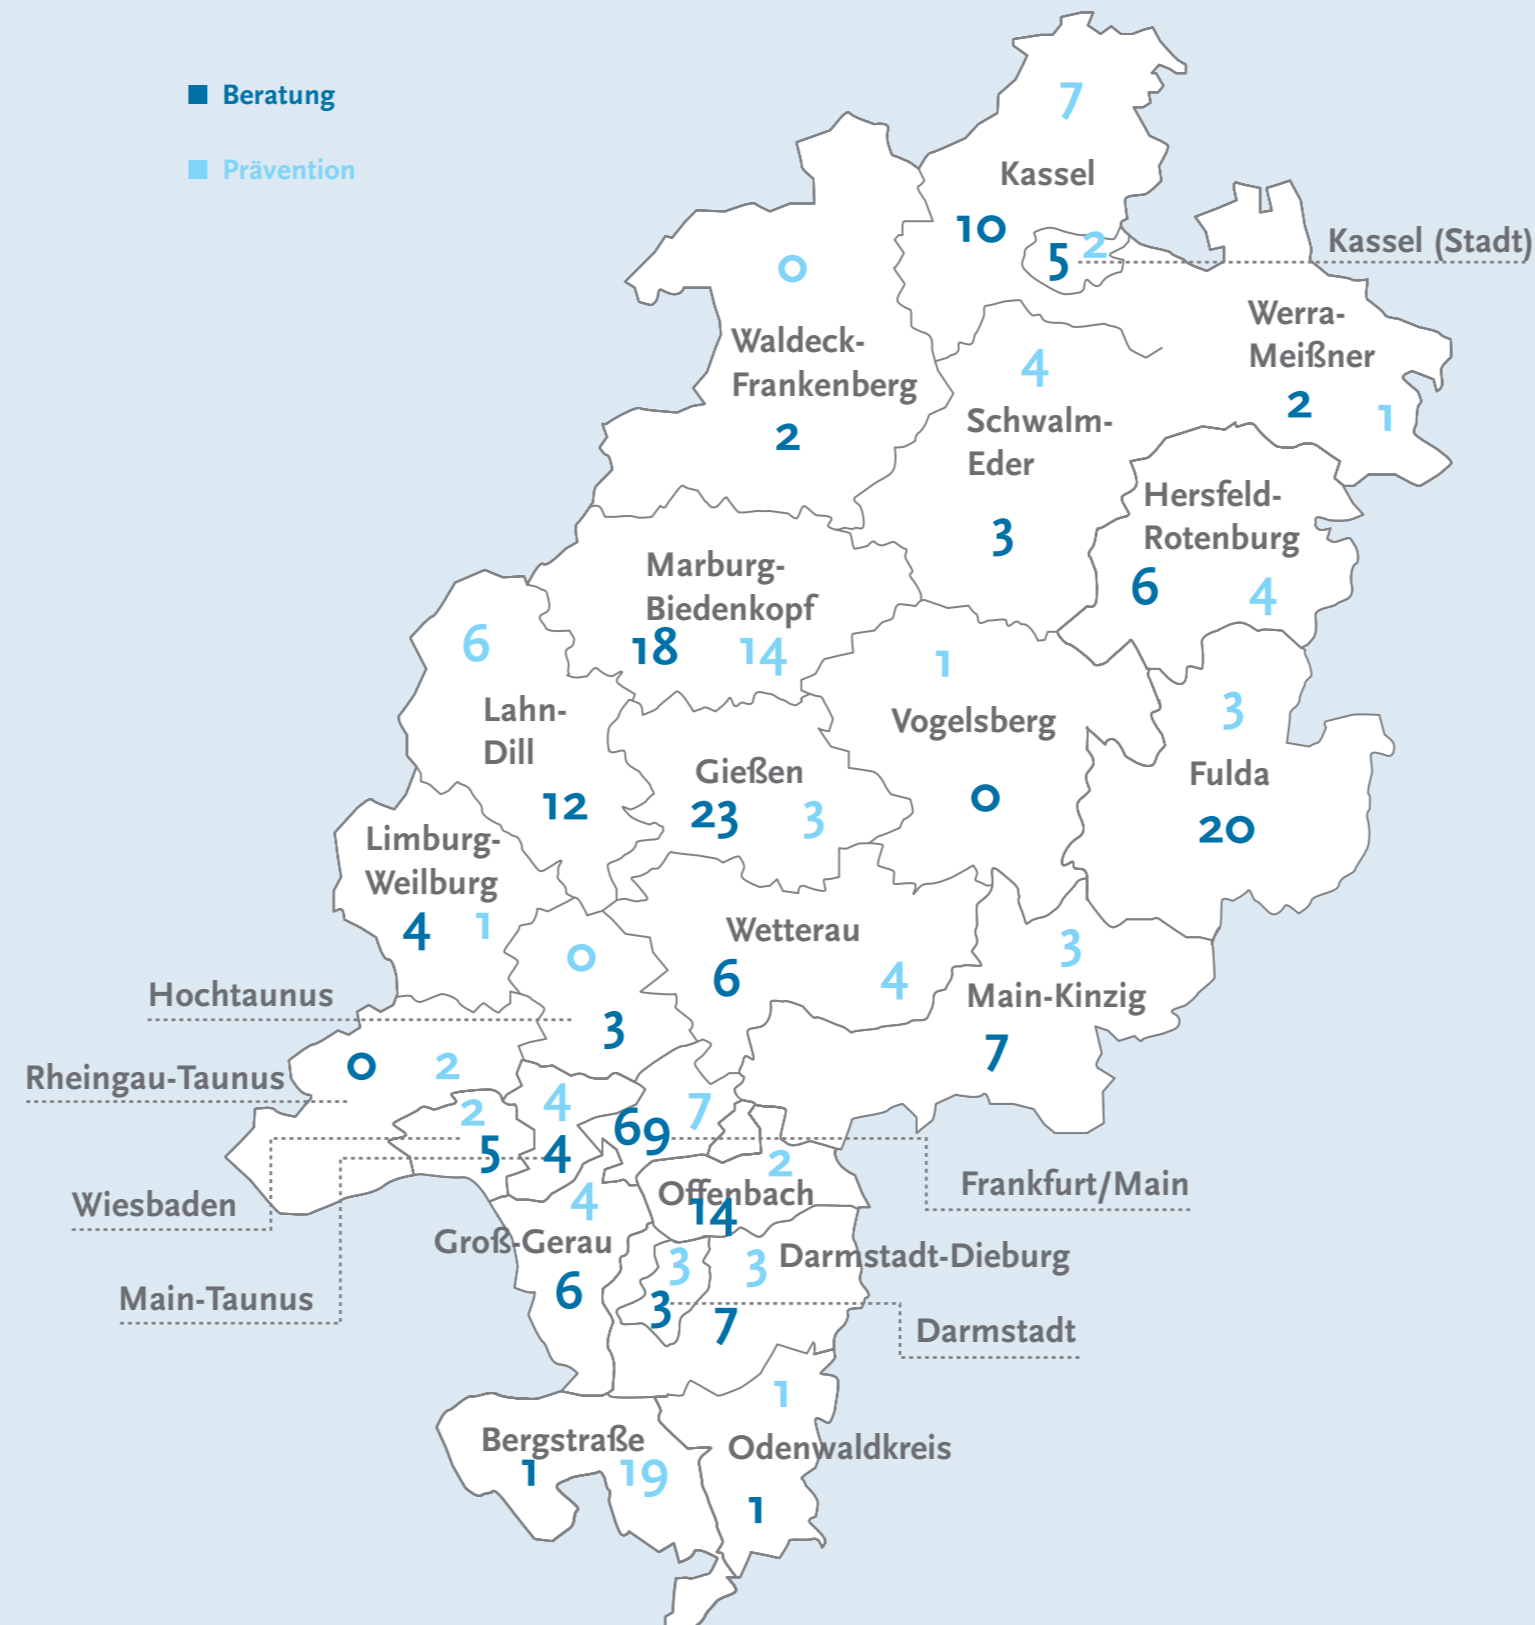 Beratung
Prävention
7
Kassel
10
5
2
Kassel (Stadt)
0
Waldeck-
Frankenberg
2
4
Schwalm-
Eder
3
Werra-
Meißner
2
1
Hersfeld-
Rotenburg
6
4
Marburg-
Biedenkopf
18
14
6
Lahn-
Dill
12
1
Vogelsberg
0
3
Fulda
20
Gießen
23
3
Limburg-
Weilburg
4
1
Wetterau
6
4
3
Main-Kinzig
7
Hochtaunus
0
3
Rheingau-Taunus
0
2
Wiesbaden
2
5
Main-Taunus
4
4
69
7
Frankfurt/Main
2
Offenbach
14
4
Groß-Gerau
6
3
3
Darmstadt
3
Darmstadt-Dieburg
7
Bergstraße
1
19
1
Odenwaldkreis
1